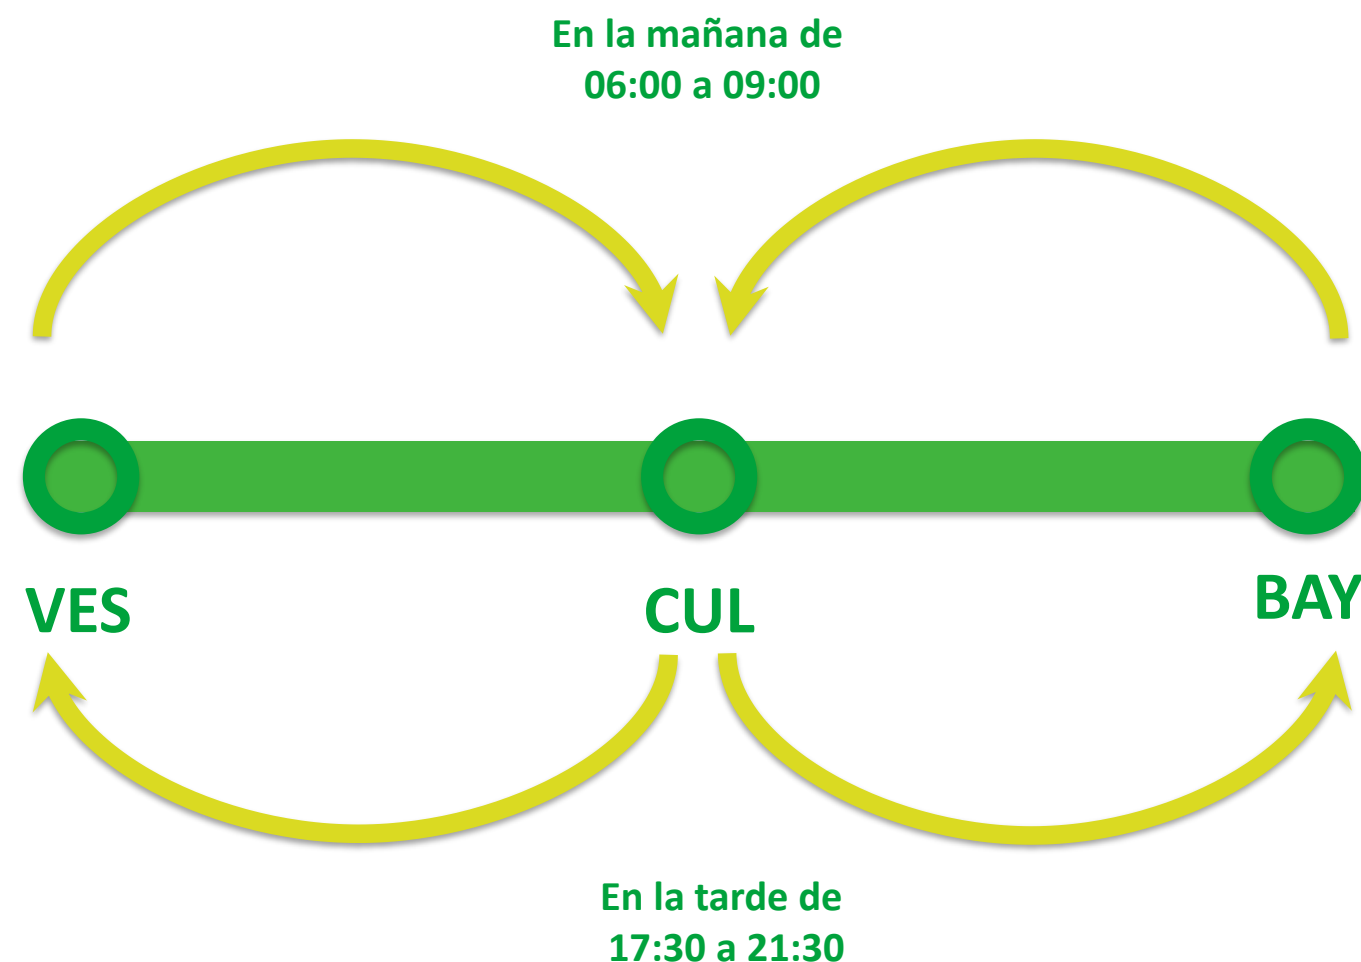 En la mañana de
06:00 a 09:00
VES
CUL
BAY
En la tarde de
17:30 a 21:30